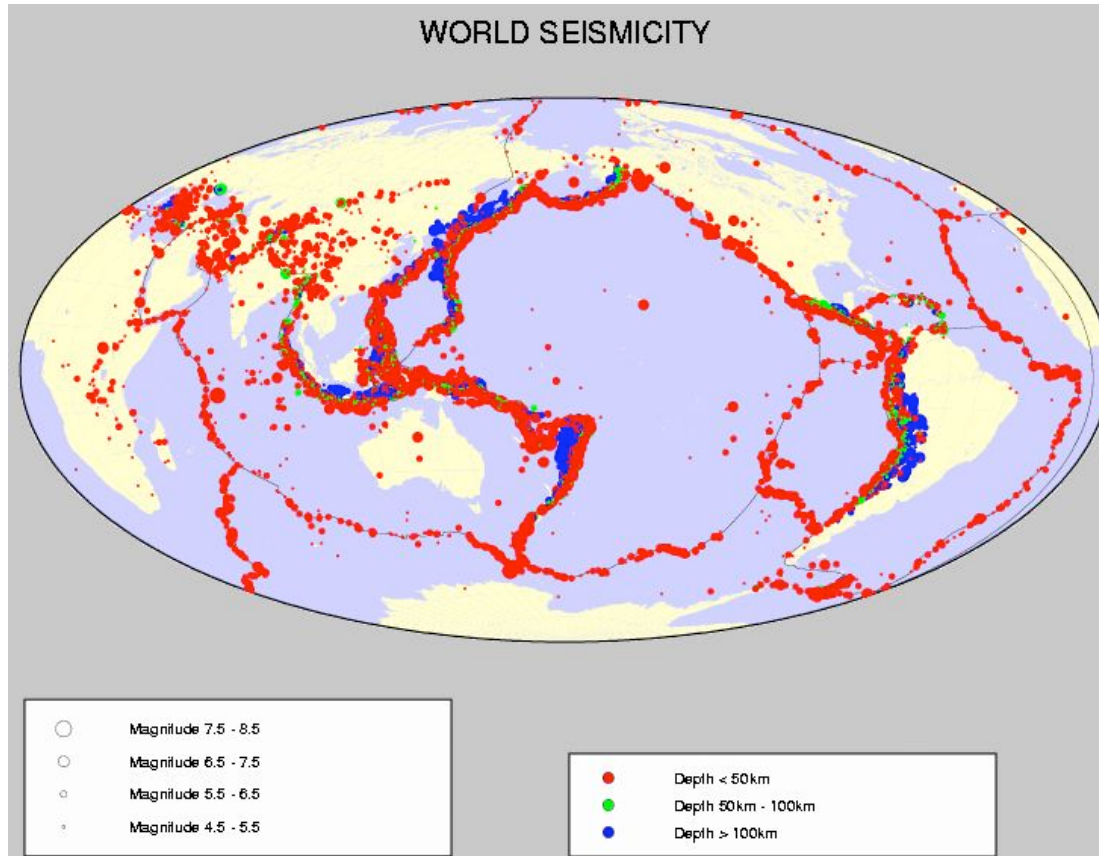 WORLD SEISMICITY
Magnitude 7.5 - 8.5
Magnitude 6.5 - 7.5
Magnitude 5.5 - 6.5
Magnitude 4.5 - 5.5
Depth < 50km
Depth 50km - 100km
Depth > 100km